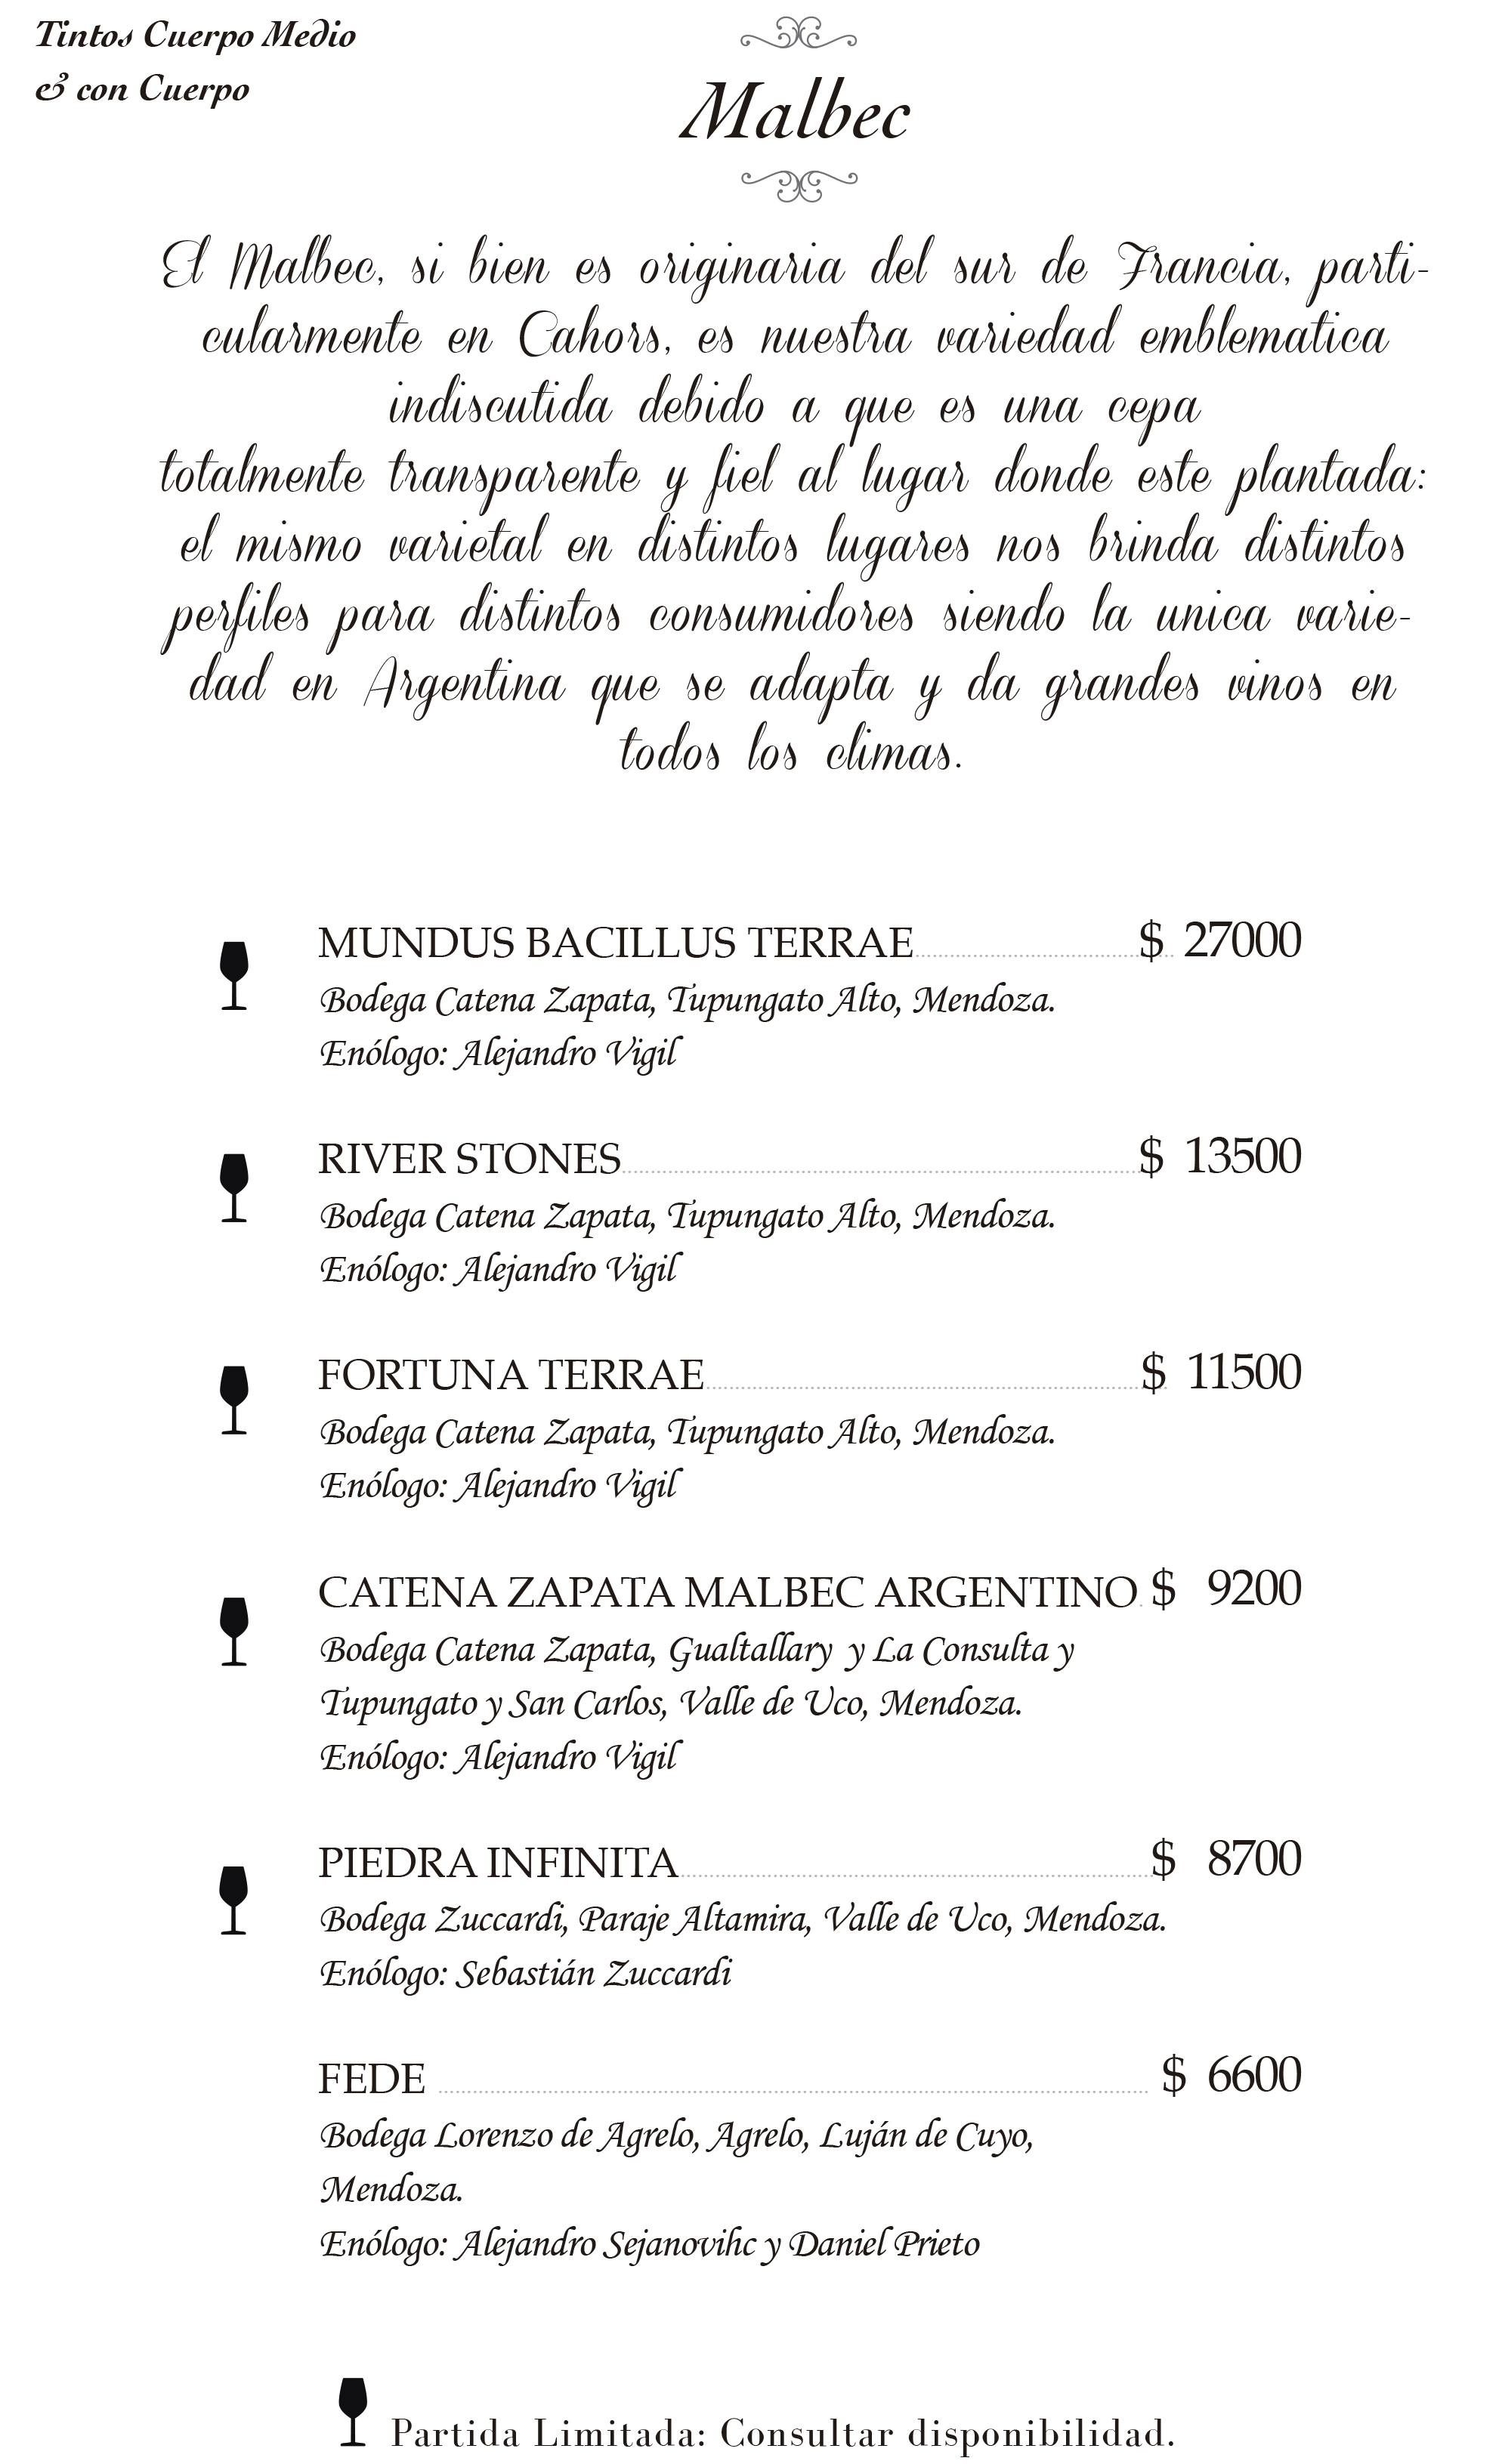 Tintos Cuerpo Medio
& con Cuerpo
Malbec
El Malbec, si bien es originaria del sur de Francia, parti-
cularmente en Cahors, es nuestra variedad emblematica
indiscutida debido a que es una cepa
totalmente transparente y fiel al lugar donde este plantada:
el mismo varietal en distintos lugares nos brinda distintos
perfiles para distintos consumidores siendo la unica varie-
dad en Argentina que se adapta y da grandes vinos en
todos los climas.
MUNDUS BACILLUS TERRAE $ 27000
Bodega Catena Zapata, Tupungato Alto, Mendoza.
Enólogo: Alejandro Vigil
RIVER STONES $ 13500
Bodega Catena Zapata, Tupungato Alto, Mendoza.
Enólogo: Alejandro Vigil
FORTUNA TERRAE $ 11500
Bodega Catena Zapata, Tupungato Alto, Mendoza.
Enólogo: Alejandro Vigil
CATENA ZAPATA MALBEC ARGENTINO $ 9200
Bodega Catena Zapata, Gualtallary y La Consulta y
Tupungato y San Carlos, Valle de Uco, Mendoza.
Enólogo: Alejandro Vigil
PIEDRA INFINITA $ 8700
Bodega Zuccardi, Paraje Altamira, Valle de Uco, Mendoza.
Enólogo: Sebastián Zuccardi
FEDE $ 6600
Bodega Lorenzo de Agrelo, Agrelo, Luján de Cuyo,
Mendoza.
Enólogo: Alejandro Sejanovihc y Daniel Prieto
Partida Limitada: Consultar disponibilidad.